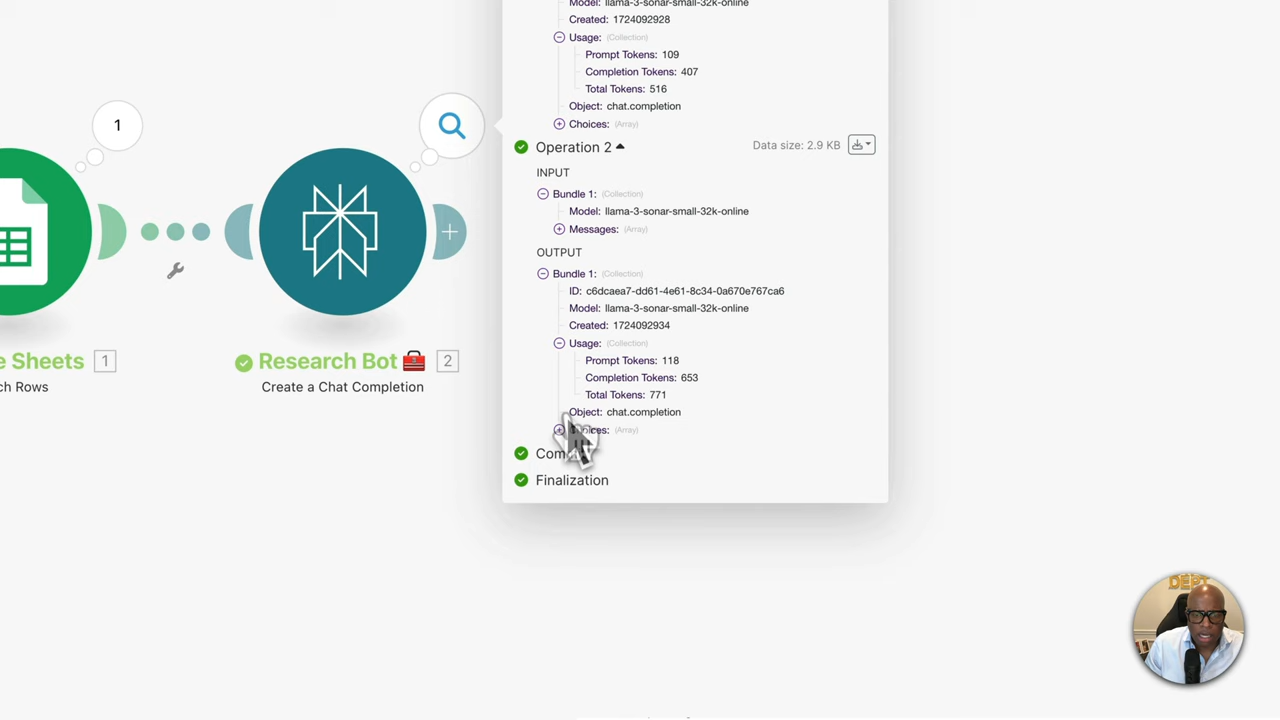 Model: llama-3-sonar-small-32k-online
Created: 1724092928
Usage: (Collection)
Prompt Tokens: 109
Completion Tokens: 407
Total Tokens: 516
Object: chat.completion
Choices: (Array)
1
Operation 2
Data size: 2.9 KB
INPUT
Bundle 1: (Collection)
Model: llama-3-sonar-small-32k-online
Messages: (Array)
OUTPUT
Bundle 1: (Collection)
ID: c6dcaea7-dd61-4e61-8c34-0a670e767ca6
Model: llama-3-sonar-small-32k-online
Created: 1724092934
Usage: (Collection)
Prompt Tokens: 118
Completion Tokens: 653
Total Tokens: 771
Object: chat.completion
(Array)
Finalization
e Sheets 1
ch Rows
Research Bot 🧰 2
Create a Chat Completion
DEPT